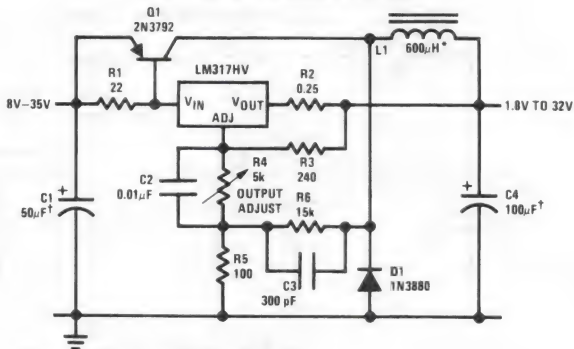 Q1
2N3792
L1
600μH*
R1
22
LM317HV
R2
0.25
8V–35V
VIN
VOUT
ADJ
1.8V TO 32V
C2
0.01μF
R4
5k
OUTPUT
ADJUST
R3
240
R6
15k
C1
+
50μF†
+
C4
100μF†
R5
100
C3
300 pF
D1
1N3880